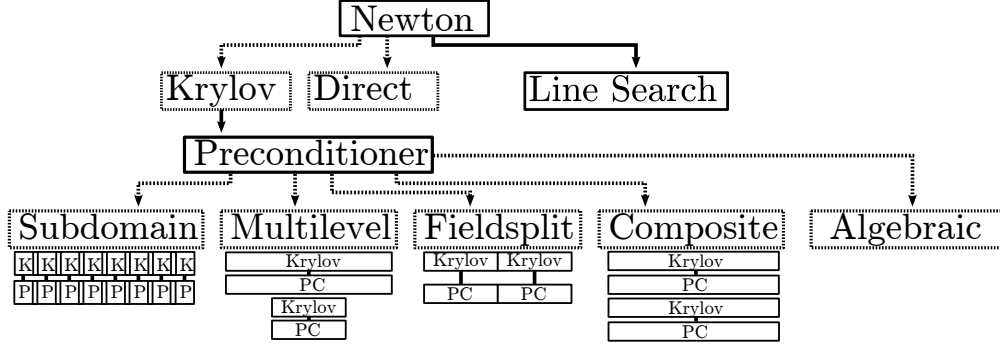 Newton
Krylov Direct Line Search
Preconditioner
Subdomain Multilevel Fieldsplit Composite Algebraic
K K K K K K K K Krylov Krylov Krylov Krylov
P P P P P P P P PC PC PC PC
Krylov Krylov
PC PC